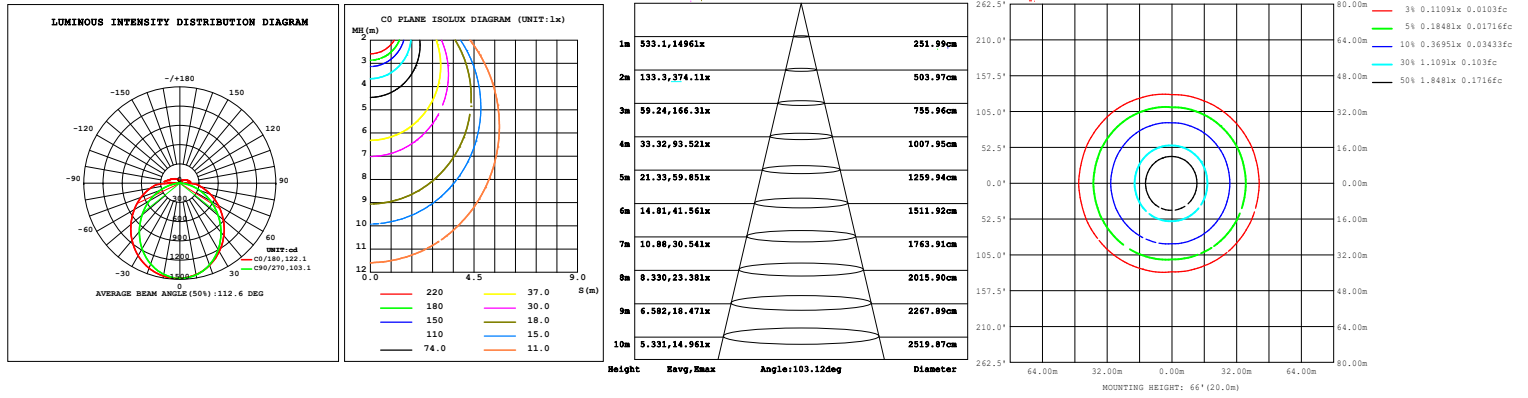 LUMINOUS INTENSITY DISTRIBUTION DIAGRAM
-/+180
-150
150
-120
120
-90
90
-60
60
-30
30
0
0
300
600
900
1200
1500
UNIT:cd
C0/180,122.1
C90/270,103.1
AVERAGE BEAM ANGLE(50%):112.6 DEG
C0 PLANE ISOLUX DIAGRAM (UNIT:lx)
MH(m)
2
3
4
5
6
7
8
9
10
11
12
0.0
4.5
9.0
S(m)
220
37.0
180
30.0
150
18.0
110
15.0
74.0
11.0
1m 533.1,1496lx 251.99cm
2m 133.3,374.1lx 503.97cm
3m 59.24,166.3lx 755.96cm
4m 33.32,93.52lx 1007.95cm
5m 21.33,59.85lx 1259.94cm
6m 14.81,41.56lx 1511.92cm
7m 10.88,30.54lx 1763.91cm
8m 8.330,23.38lx 2015.90cm
9m 6.582,18.47lx 2267.89cm
10m 5.331,14.96lx 2519.87cm
Height Eavg,Emax Angle:103.12deg Diameter
262.5' 80.00m
210.0' 64.00m
157.5' 48.00m
105.0' 32.00m
52.5' 16.00m
0.0' 0.00m
52.5' 16.00m
105.0' 32.00m
157.5' 48.00m
210.0' 64.00m
262.5' 80.00m
64.00m 32.00m 0.00m 32.00m 64.00m
MOUNTING HEIGHT: 66'(20.0m)
3% 0.1109lx 0.0103fc
5% 0.1848lx 0.01716fc
10% 0.3695lx 0.03433fc
30% 1.109lx 0.103fc
50% 1.848lx 0.1716fc